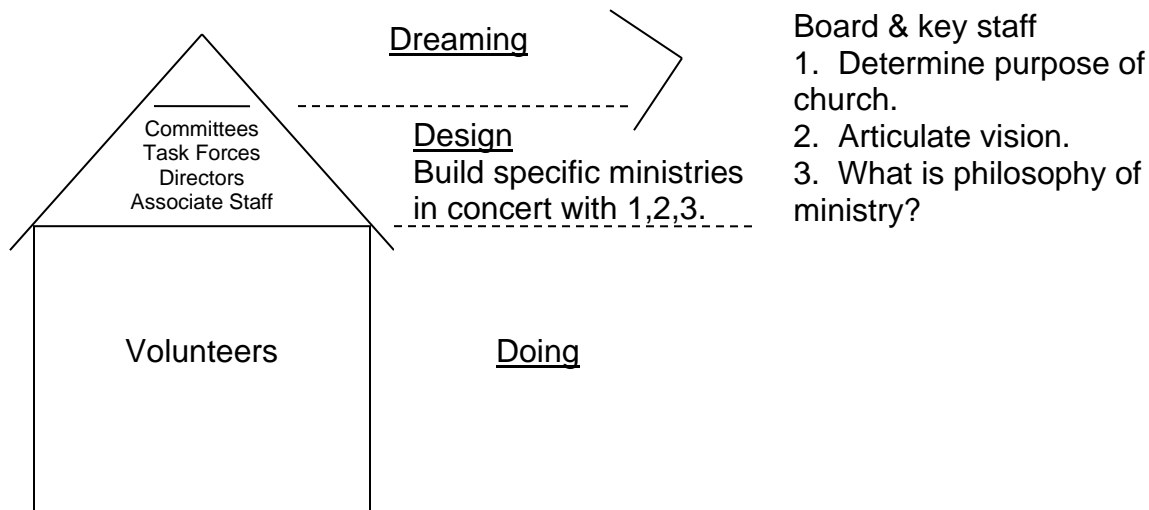 Dreaming
Board & key staff
1. Determine purpose of
church.
2. Articulate vision.
3. What is philosophy of
ministry?
Committees
Task Forces
Directors
Associate Staff
Design
Build specific ministries
in concert with 1,2,3.
Volunteers
Doing